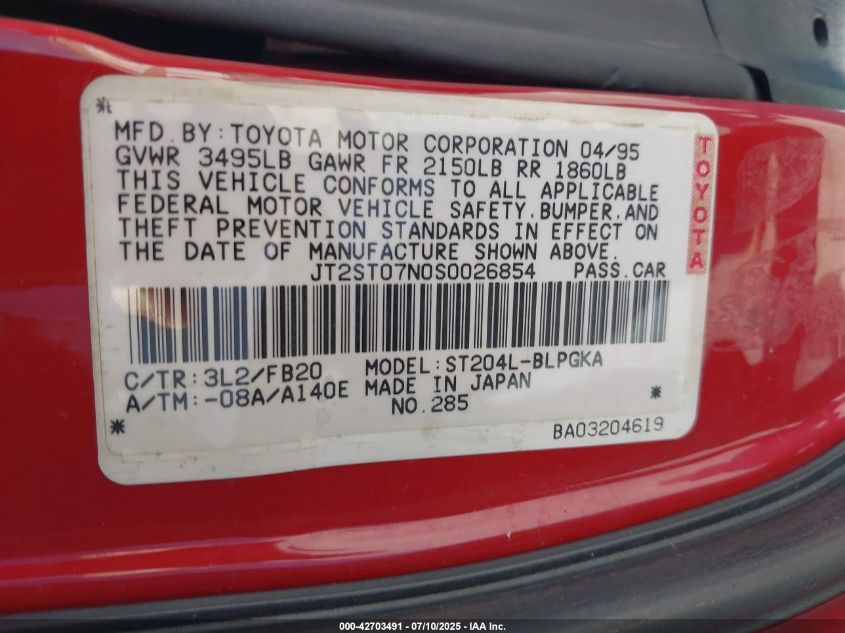 MFD.BY:TOYOTA MOTOR CORPORATION 04/95
GVWR 3495LB GAWR FR 2150LB RR 1860LB
THIS VEHICLE CONFORMS TO ALL APPLICABLE
FEDERAL MOTOR VEHICLE SAFETY.BUMPER.AND
THEFT PREVENTION STANDARDS IN EFFECT ON
THE DATE OF MANUFACTURE SHOWN ABOVE.
JT2ST07N0S0026854 PASS.CAR
TOYOTA
C/TR:3L2/FB20 MODEL:ST204L-BLPGKA
A/TM:-08A/A140E MADE IN JAPAN
NO.285
BA03204619
000-42703491 - 07/10/2025 - IAA Inc.